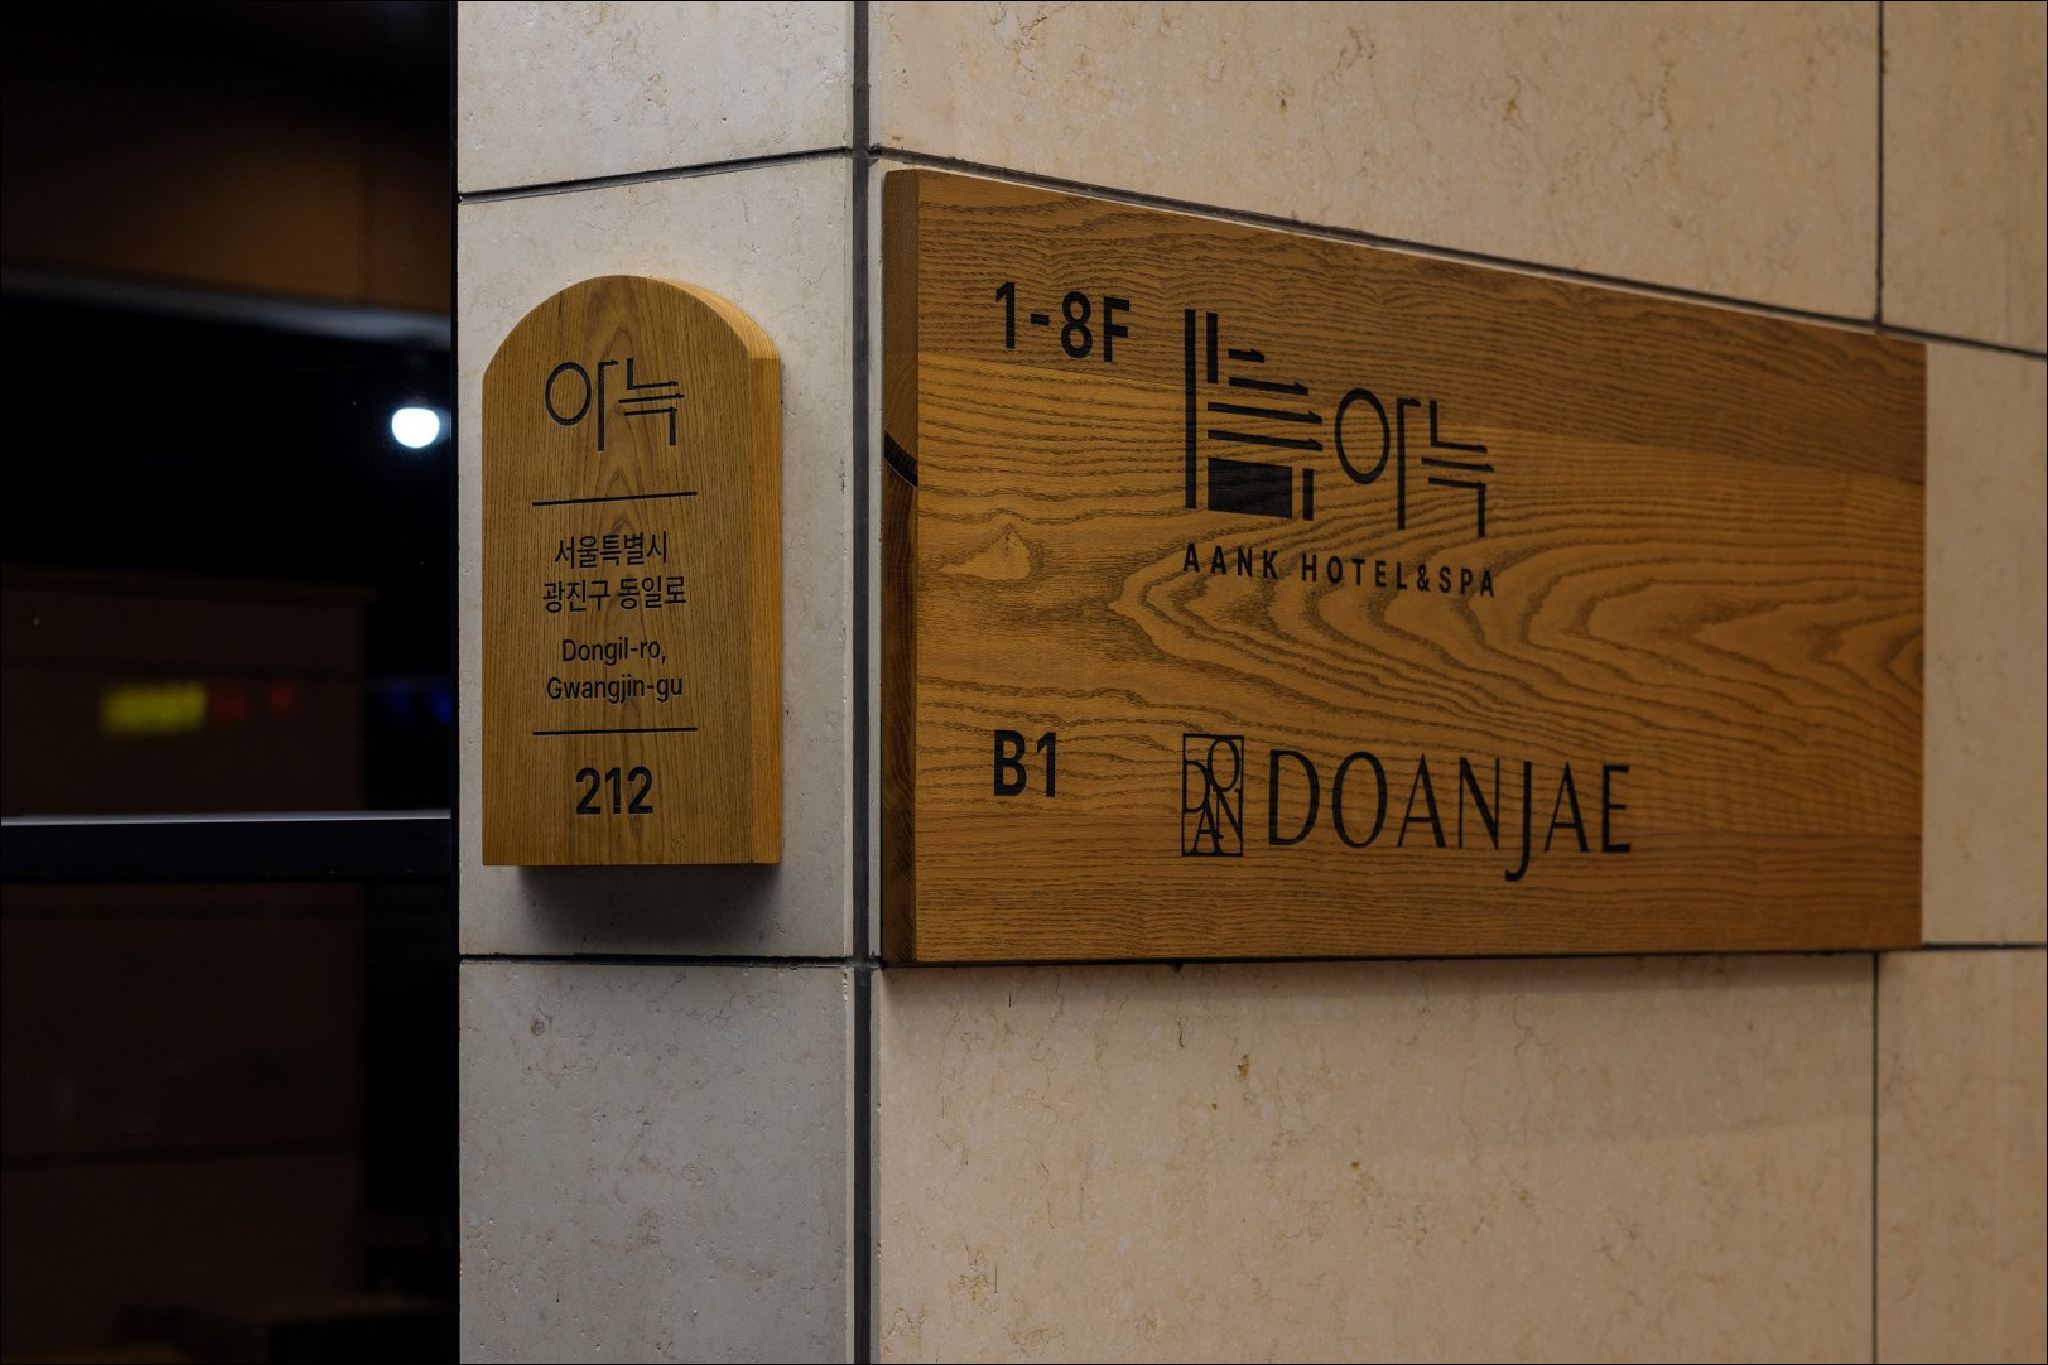 아늑
서울특별시
광진구 동일로
Dongil-ro,
Gwangjin-gu
212
1-8F
아늑
AANK HOTEL&SPA
B1
DOAN
DOANJAE